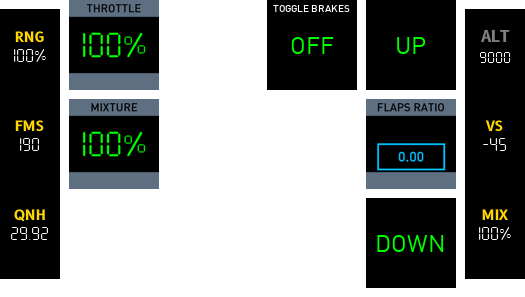 RNG
100%
FMS
190
QNH
29.92
THROTTLE
100%
MIXTURE
100%
TOGGLE BRAKES
OFF
UP
FLAPS RATIO
0.00
DOWN
ALT
9000
VS
-45
MIX
100%